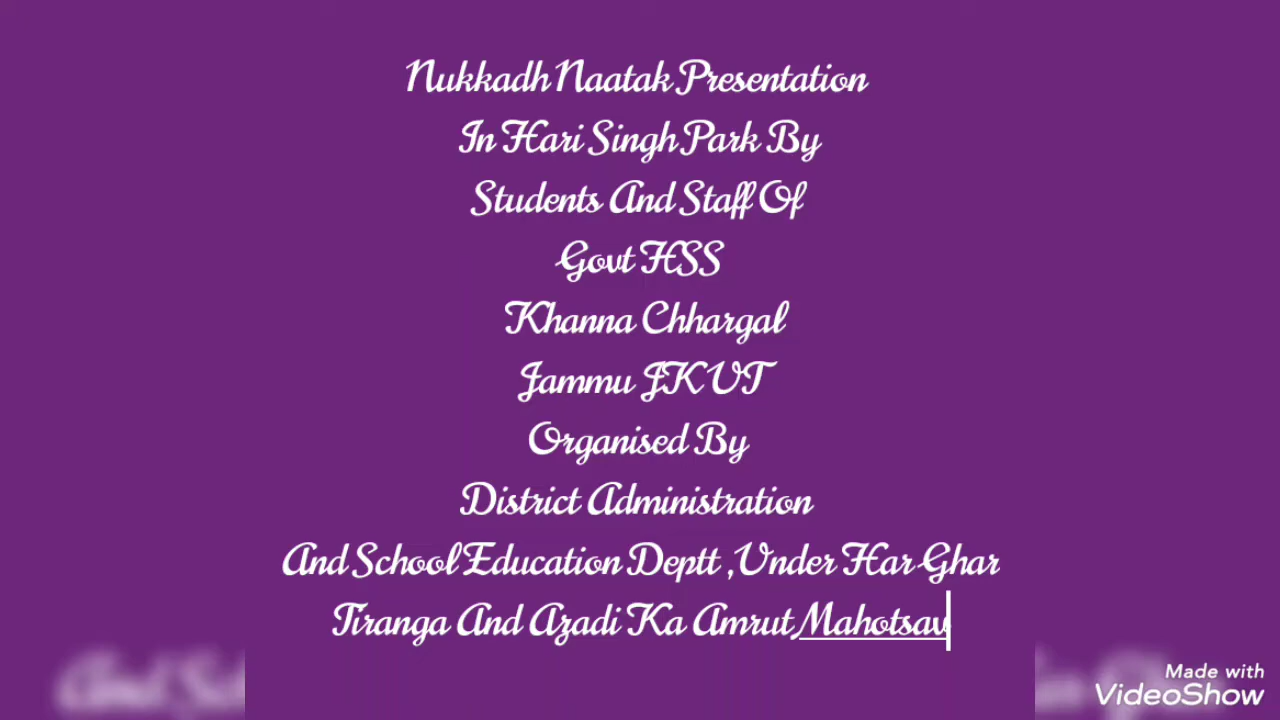 Nukkadh Naatak Presentation
In Hari Singh Park By
Students And Staff Of
Govt HSS
Khanna Chhargal
Jammu JKUT
Organised By
District Administration
And School Education Deptt ,Under Har Ghar
Tiranga And Azadi Ka Amrut Mahotsav
Made with
VideoShow